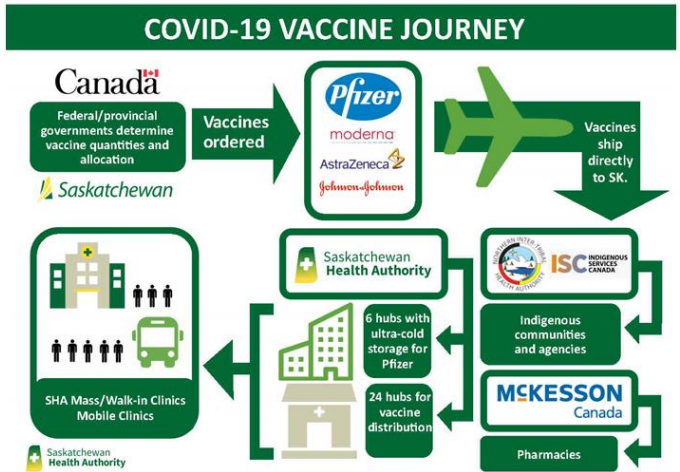 COVID-19 VACCINE JOURNEY
Canada
Federal/provincial
governments determine
vaccine quantities and
allocation
Saskatchewan
Vaccines
ordered
Pfizer
moderna
AstraZeneca
Johnson & Johnson
Vaccines
ship
directly
to SK.
NORTHERN INTER-TRIBAL
HEALTH AUTHORITY
ISC INDIGENOUS
SERVICES
CANADA
Indigenous
communities
and agencies
MCKESSON
Canada
Pharmacies
Saskatchewan
Health Authority
6 hubs with
ultra-cold
storage for
Pfizer
24 hubs for
vaccine
distribution
SHA Mass/Walk-in Clinics
Mobile Clinics
Saskatchewan
Health Authority